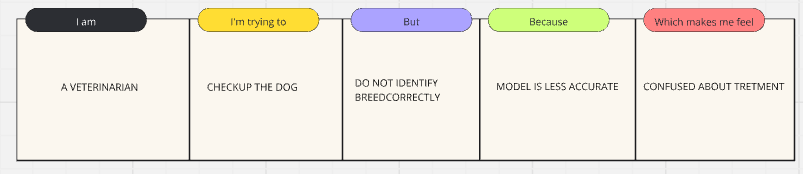 I am
I'm trying to
But
Because
Which makes me feel
A VETERINARIAN
CHECKUP THE DOG
DO NOT IDENTIFY
BREEDCORRECTLY
MODEL IS LESS ACCURATE
CONFUSED ABOUT TRETMENT